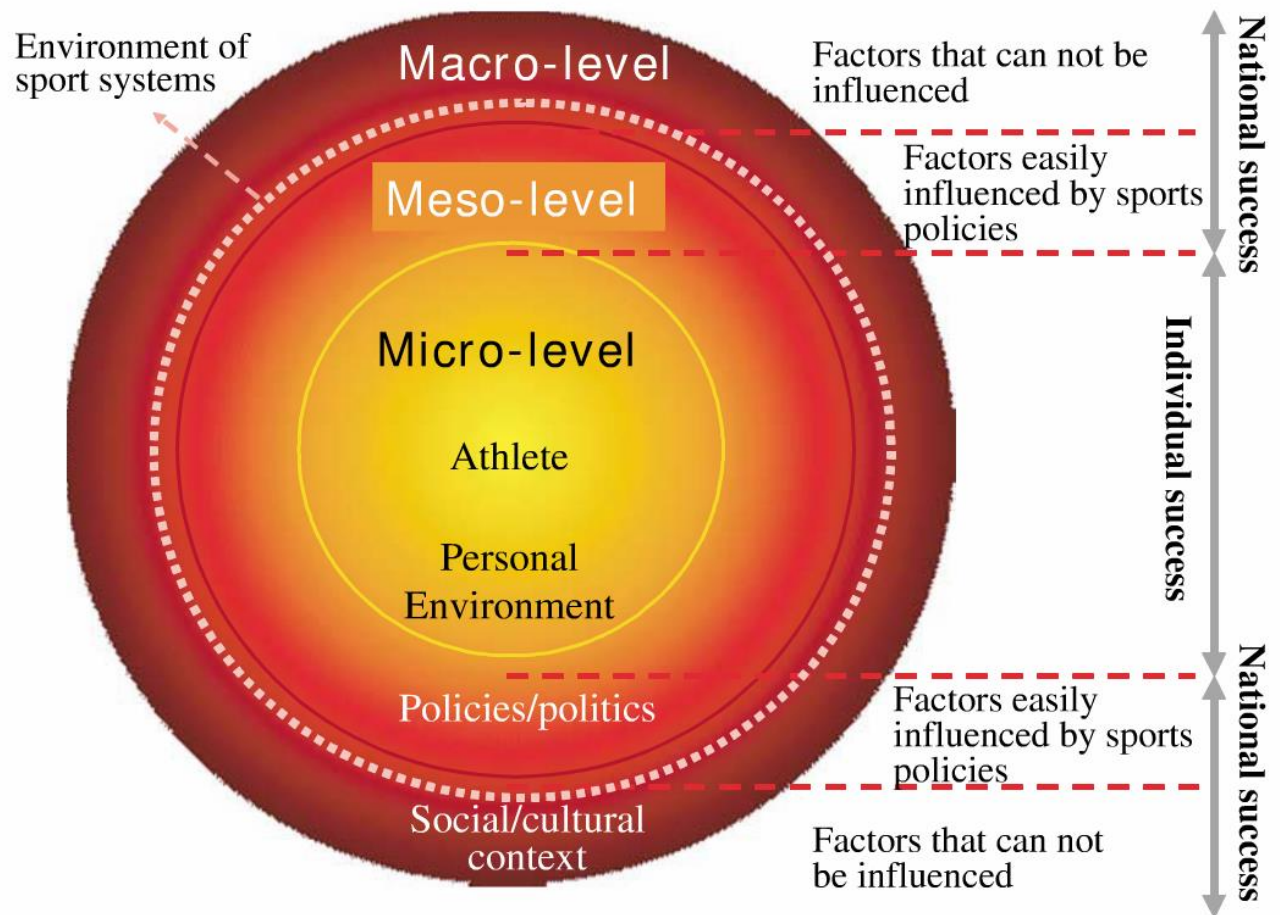 Environment of
sport systems
Macro-level
Meso-level
Micro-level
Athlete
Personal
Environment
Policies/politics
Social/cultural
context
Factors that can not be
influenced
Factors easily
influenced by sports
policies
Factors easily
influenced by sports
policies
Factors that can not
be influenced
National success
Individual success
National success